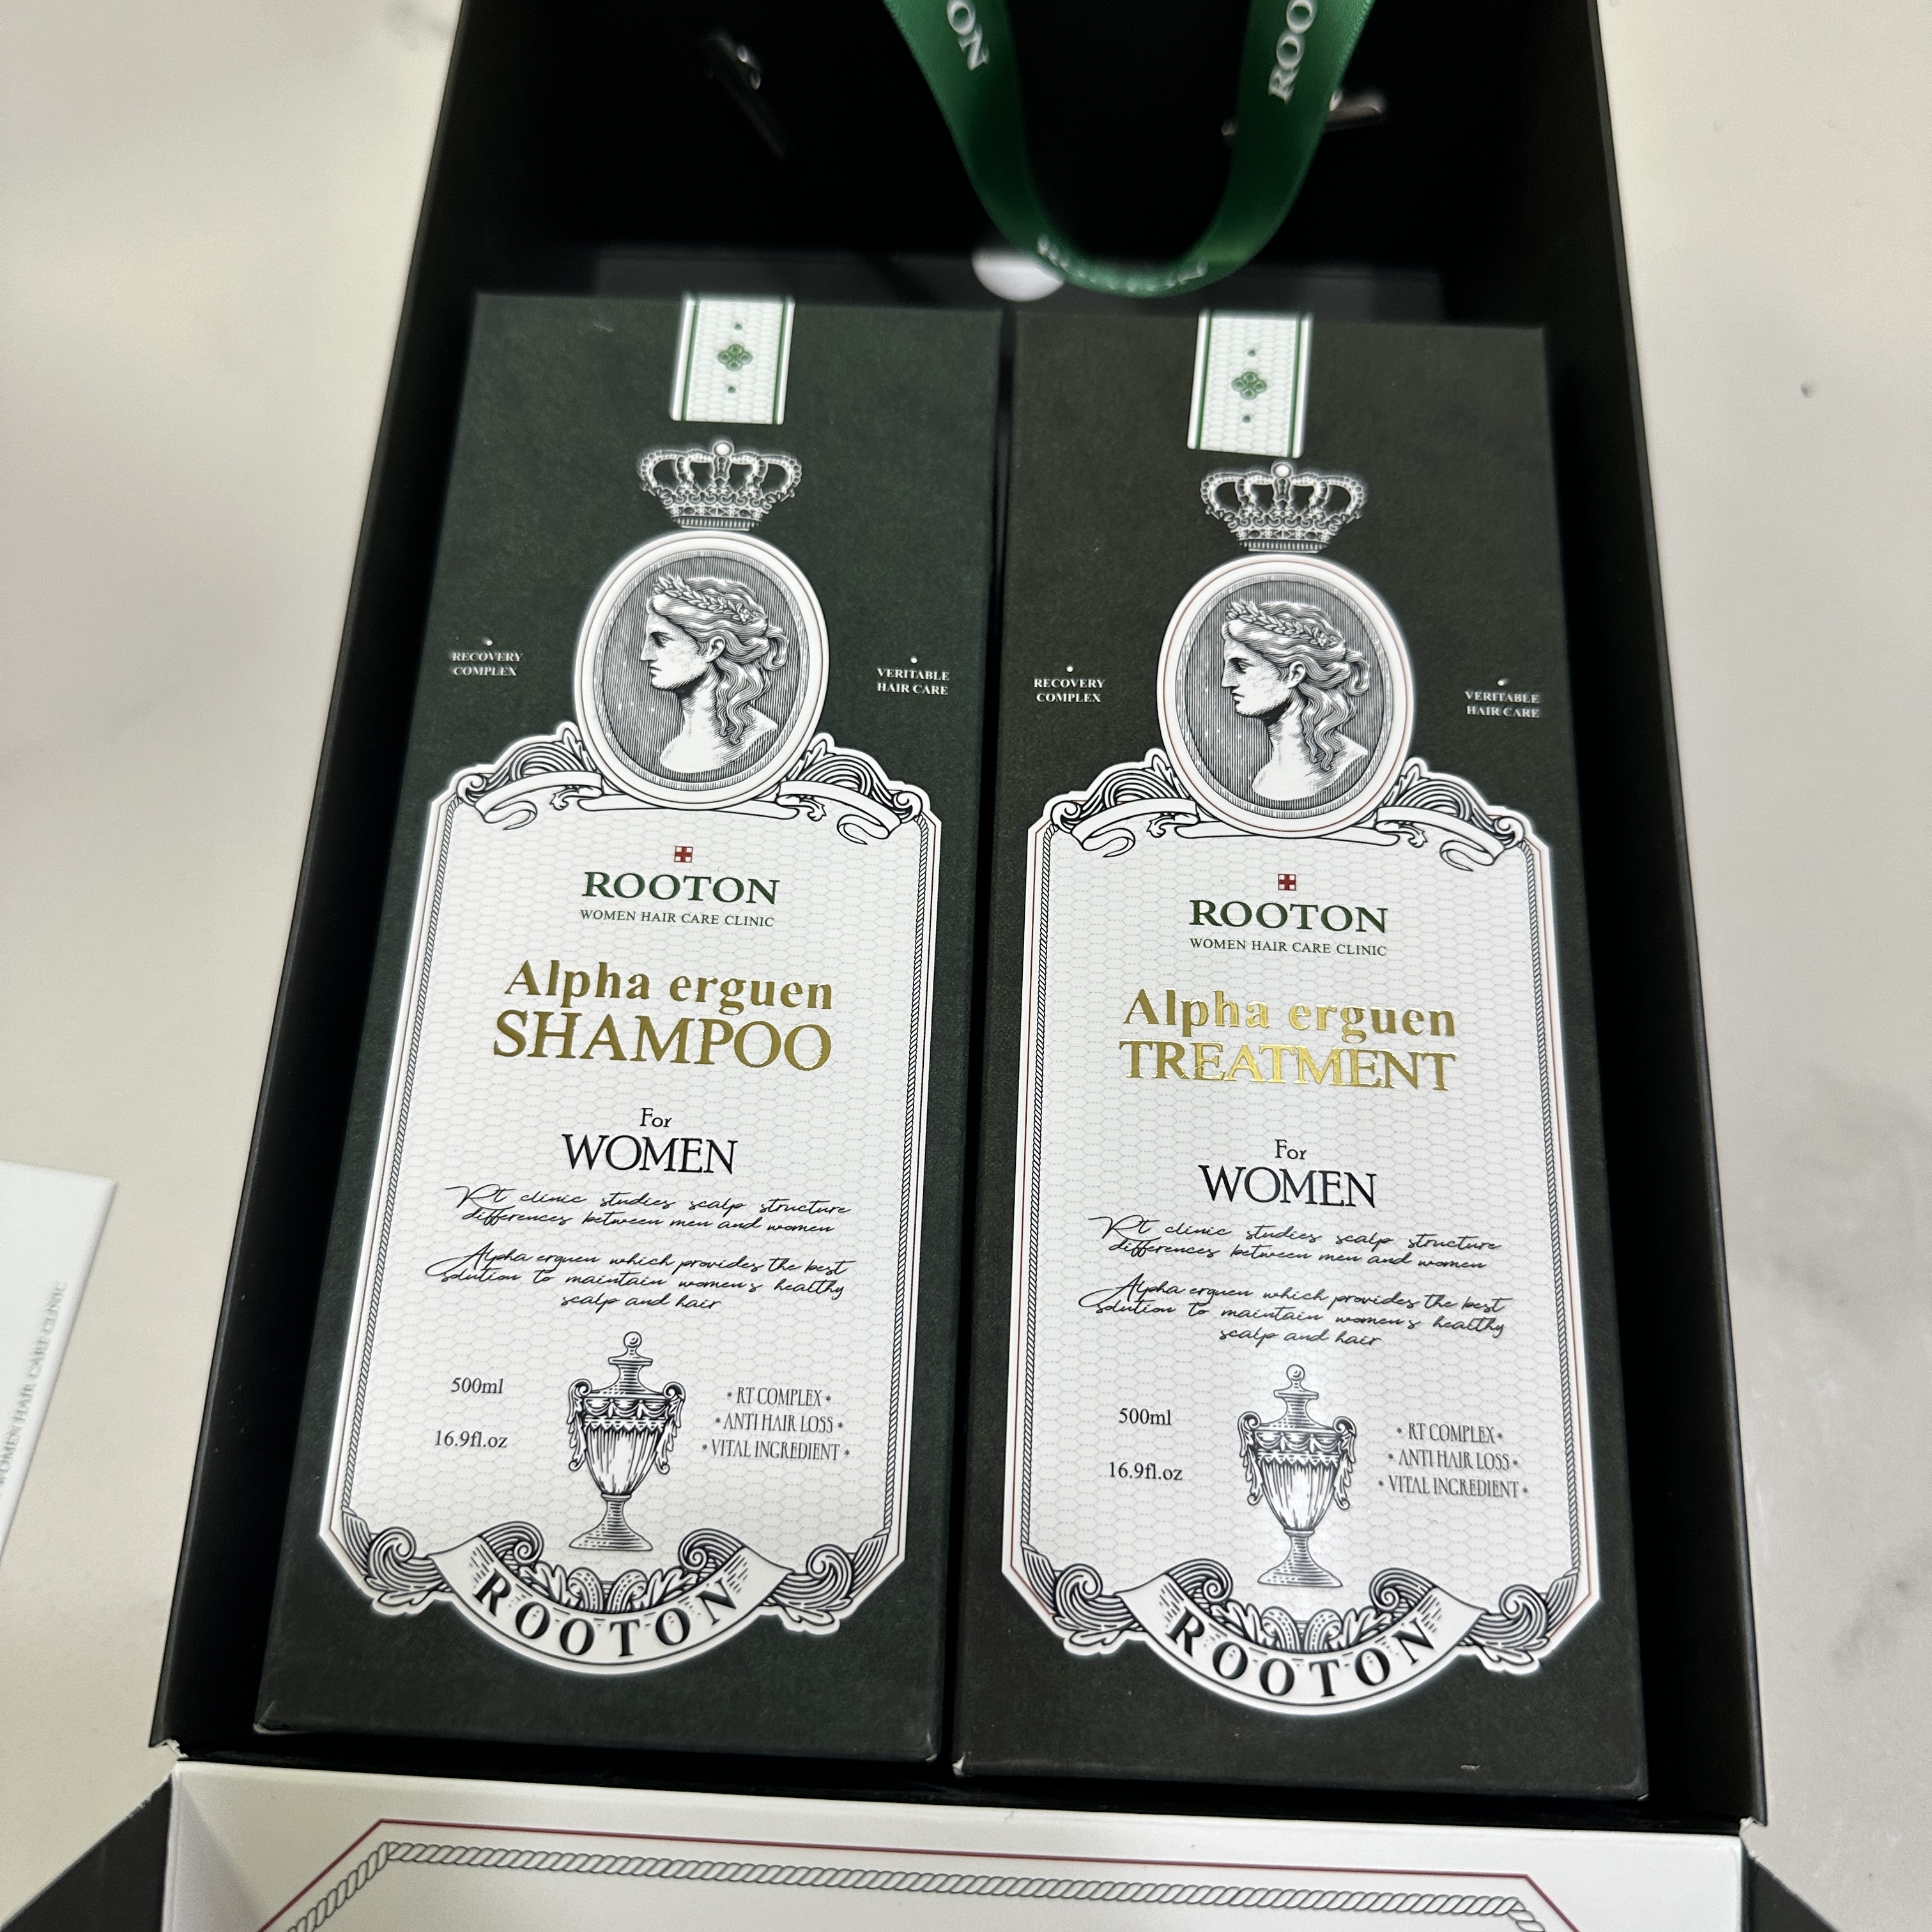 ROOTON
RECOVERY
COMPLEX
VERITABLE
HAIR CARE
ROOTON
WOMEN HAIR CARE CLINIC
Alpha erguen
SHAMPOO
For
WOMEN
Rt clinic studies scalp structure
differences between men and women
Alpha erguen which provides the best
solution to maintain women's healthy
scalp and hair
500ml
16.9fl.oz
• RT COMPLEX •
• ANTI HAIR LOSS •
• VITAL INGREDIENT •
ROOTON
RECOVERY
COMPLEX
VERITABLE
HAIR CARE
ROOTON
WOMEN HAIR CARE CLINIC
Alpha erguen
TREATMENT
For
WOMEN
Rt clinic studies scalp structure
differences between men and women
Alpha erguen which provides the best
solution to maintain women's healthy
scalp and hair
500ml
16.9fl.oz
• RT COMPLEX •
• ANTI HAIR LOSS •
• VITAL INGREDIENT •
ROOTON
WOMEN HAIR CARE CLINIC